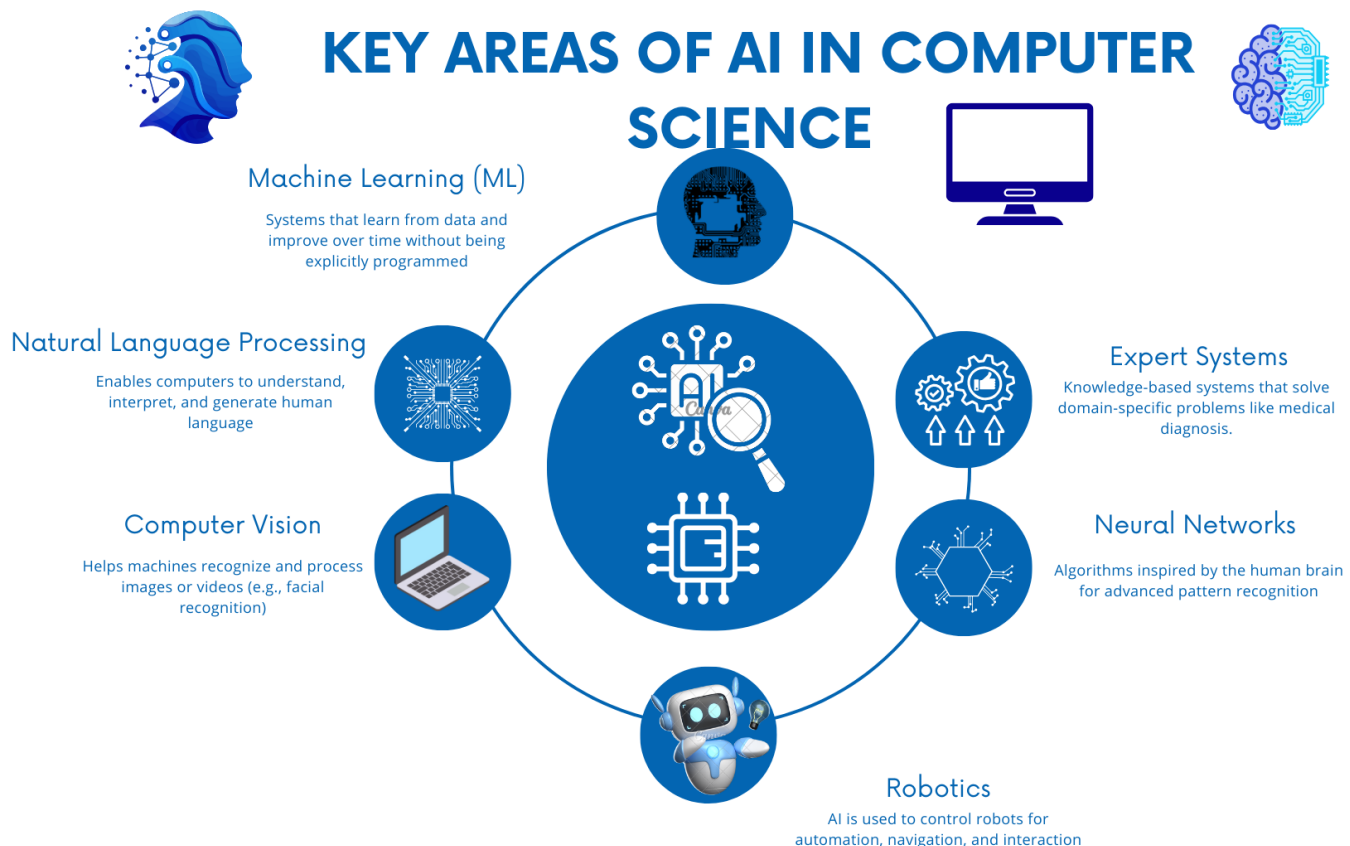 KEY AREAS OF AI IN COMPUTER
SCIENCE
Machine Learning (ML)
Systems that learn from data and
improve over time without being
explicitly programmed
Natural Language Processing
Enables computers to understand,
interpret, and generate human
language
Computer Vision
Helps machines recognize and process
images or videos (e.g., facial
recognition)
AI
Canva
Expert Systems
Knowledge-based systems that solve
domain-specific problems like medical
diagnosis.
Neural Networks
Algorithms inspired by the human brain
for advanced pattern recognition
Robotics
AI is used to control robots for
automation, navigation, and interaction